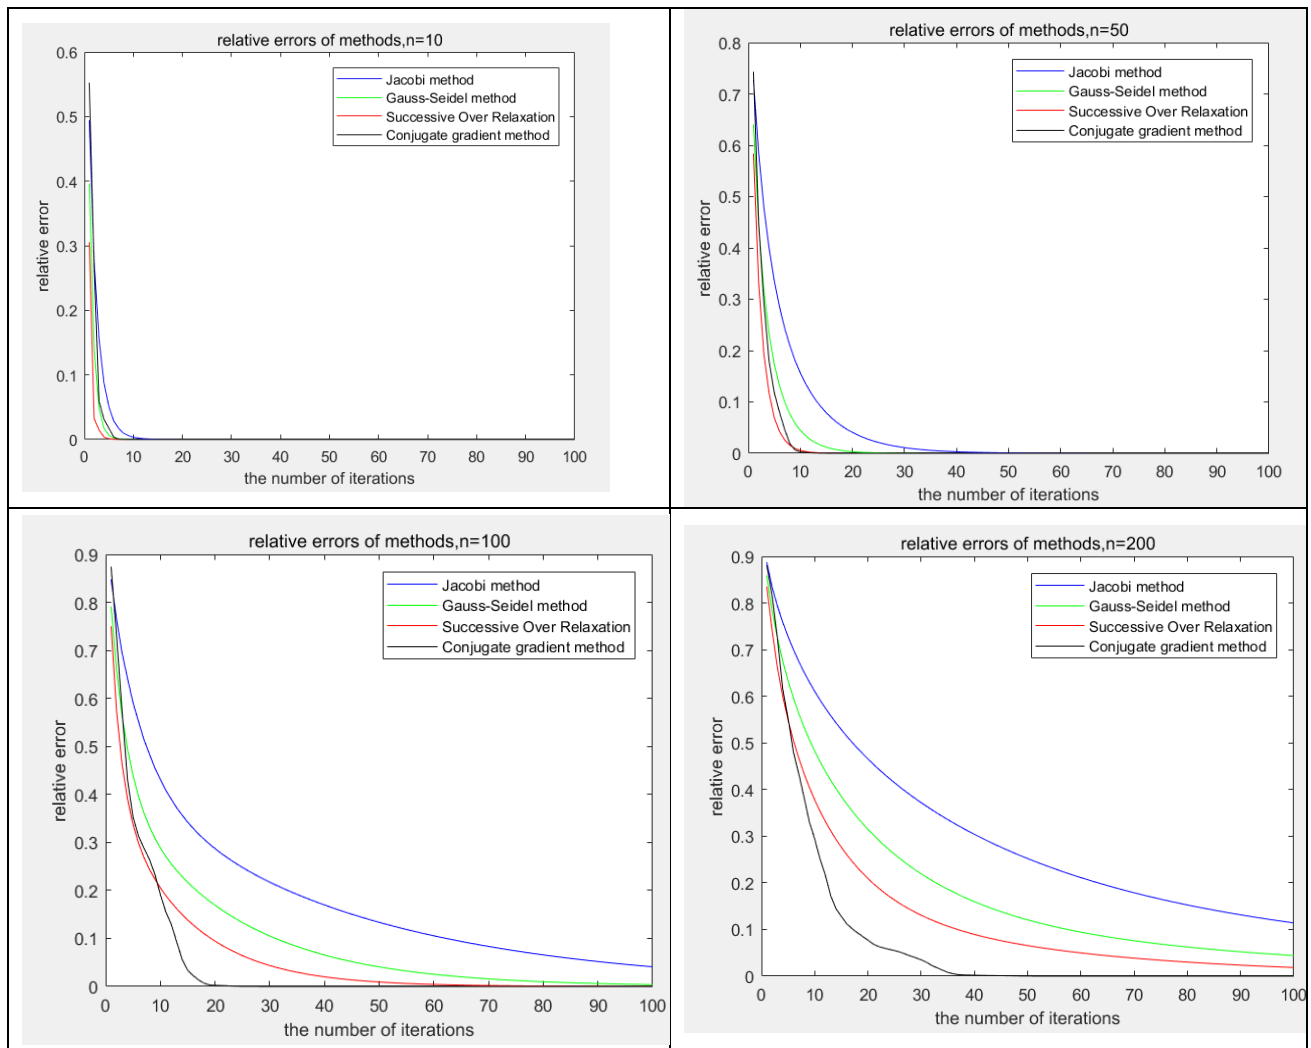 relative errors of methods,n=10
0.6
0.5
0.4
0.3
0.2
0.1
0
relative error
Jacobi method
Gauss-Seidel method
Successive Over Relaxation
Conjugate gradient method
0 10 20 30 40 50 60 70 80 90 100
the number of iterations
relative errors of methods,n=50
0.8
0.7
0.6
0.5
0.4
0.3
0.2
0.1
0
relative error
Jacobi method
Gauss-Seidel method
Successive Over Relaxation
Conjugate gradient method
0 10 20 30 40 50 60 70 80 90 100
the number of iterations
relative errors of methods,n=100
0.9
0.8
0.7
0.6
0.5
0.4
0.3
0.2
0.1
0
relative error
Jacobi method
Gauss-Seidel method
Successive Over Relaxation
Conjugate gradient method
0 10 20 30 40 50 60 70 80 90 100
the number of iterations
relative errors of methods,n=200
0.9
0.8
0.7
0.6
0.5
0.4
0.3
0.2
0.1
0
relative error
Jacobi method
Gauss-Seidel method
Successive Over Relaxation
Conjugate gradient method
0 10 20 30 40 50 60 70 80 90 100
the number of iterations